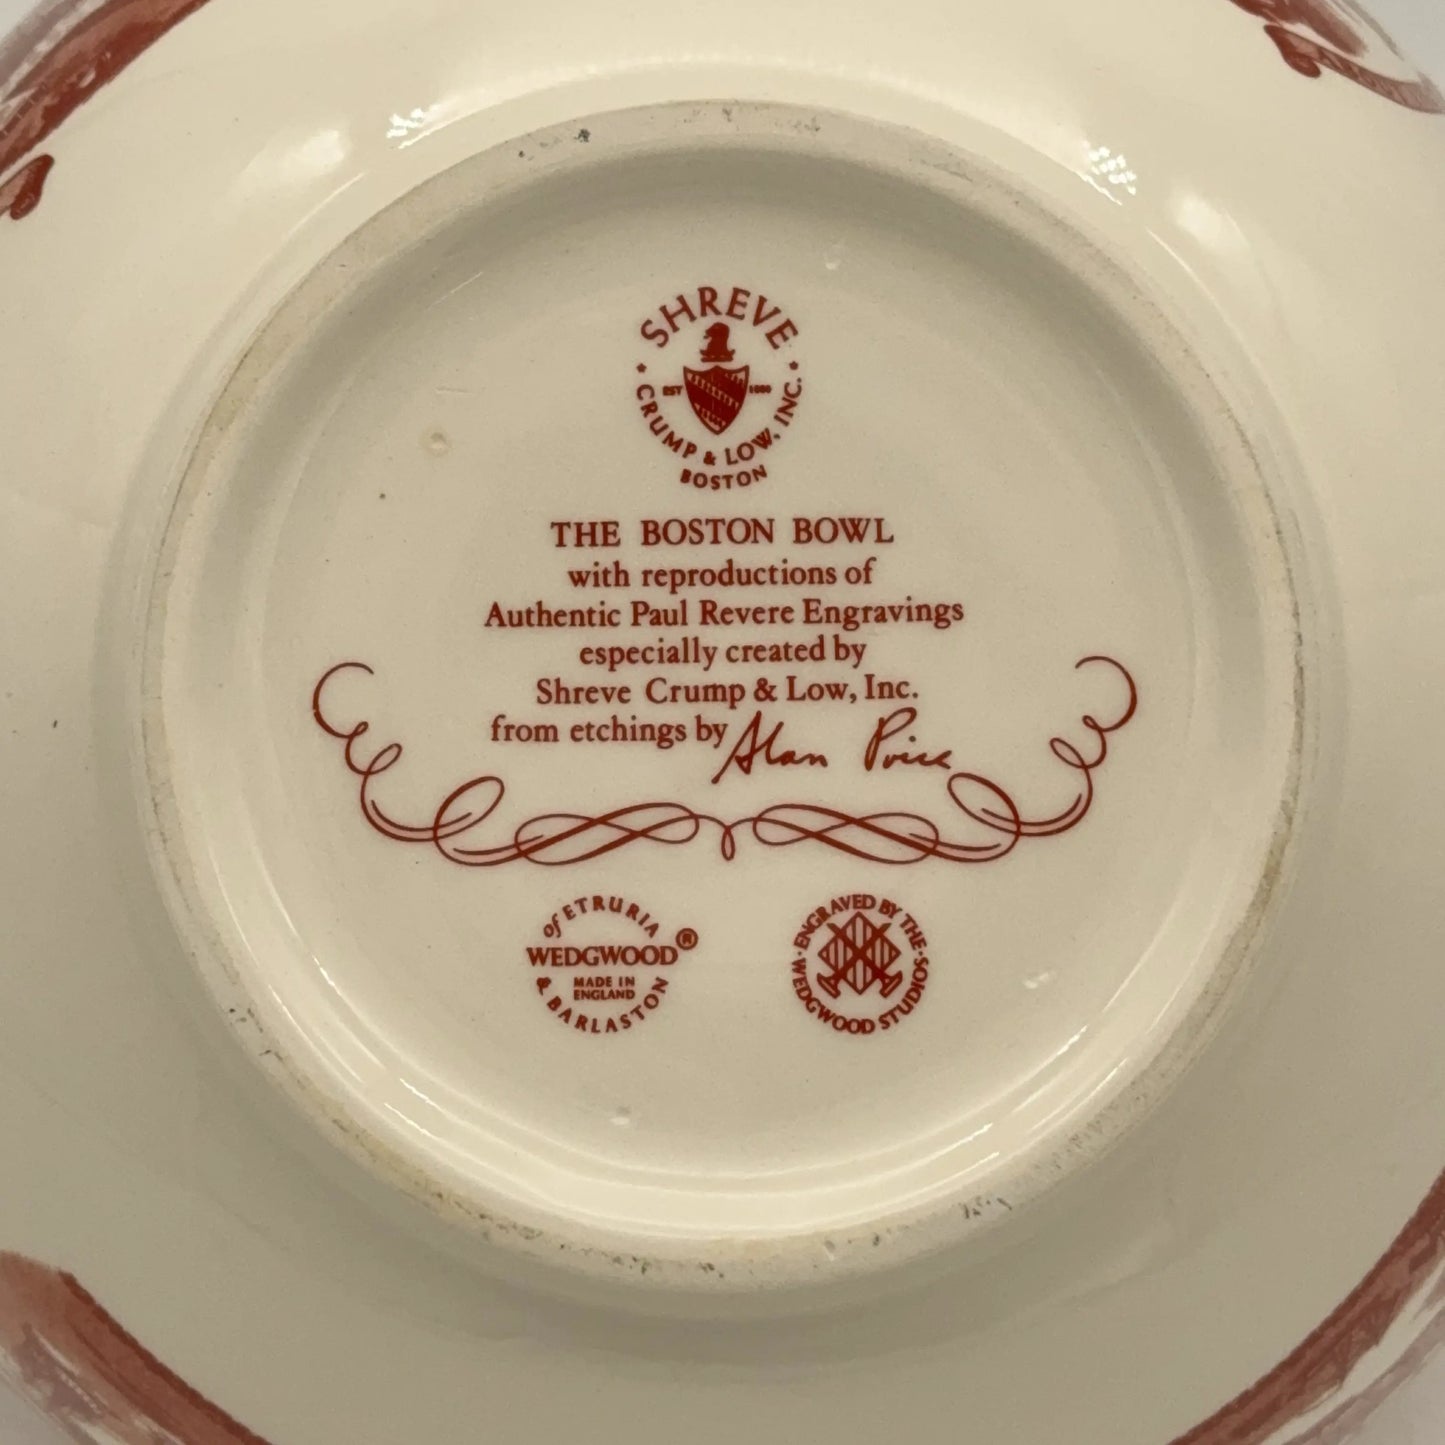 SHREVE
CRUMP & LOW, INC.
EST
BOSTON
THE BOSTON BOWL
with reproductions of
Authentic Paul Revere Engravings
especially created by
Shreve Crump & Low, Inc.
from etchings by Alan Price
of ETRURIA
WEDGWOOD®
MADE IN
ENGLAND
& BARLASTON
ENGRAVED BY THE
WEDGWOOD STUDIOS